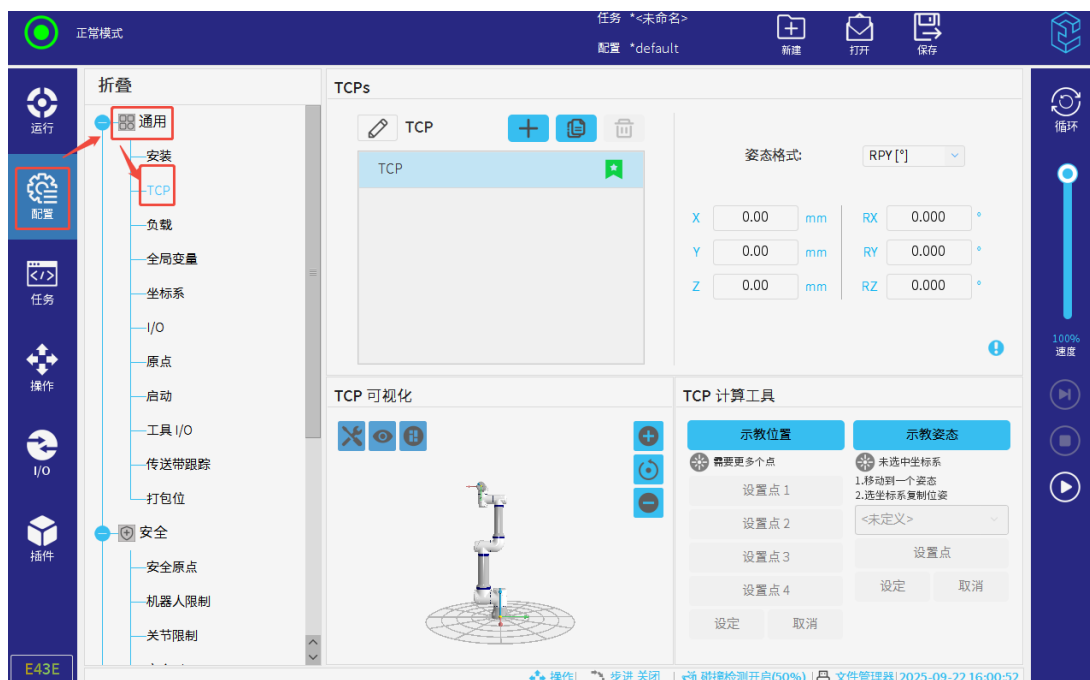 正常模式
任务 *<未命名>
配置 *default
新建
打开
保存
运行
配置
任务
操作
I/O
插件
E43E
折叠
通用
安装
TCP
负载
全局变量
坐标系
I/O
原点
启动
工具 I/O
传送带跟踪
打包位
安全
安全原点
机器人限制
关节限制
TCPs
TCP
TCP
姿态格式:
RPY [°]
X 0.00 mm RX 0.000 °
Y 0.00 mm RY 0.000 °
Z 0.00 mm RZ 0.000 °
TCP 可视化
TCP 计算工具
示教位置
需要更多个点
设置点 1
设置点 2
设置点 3
设置点 4
设定 取消
示教姿态
未选中坐标系
1.移动到一个姿态
2.选坐标系复制位姿
<未定义>
设置点
设定 取消
循环
100%
速度
操作| 步进 关闭 | 碰撞检测开启(50%) | 文件管理器| 2025-09-22 16:00:52